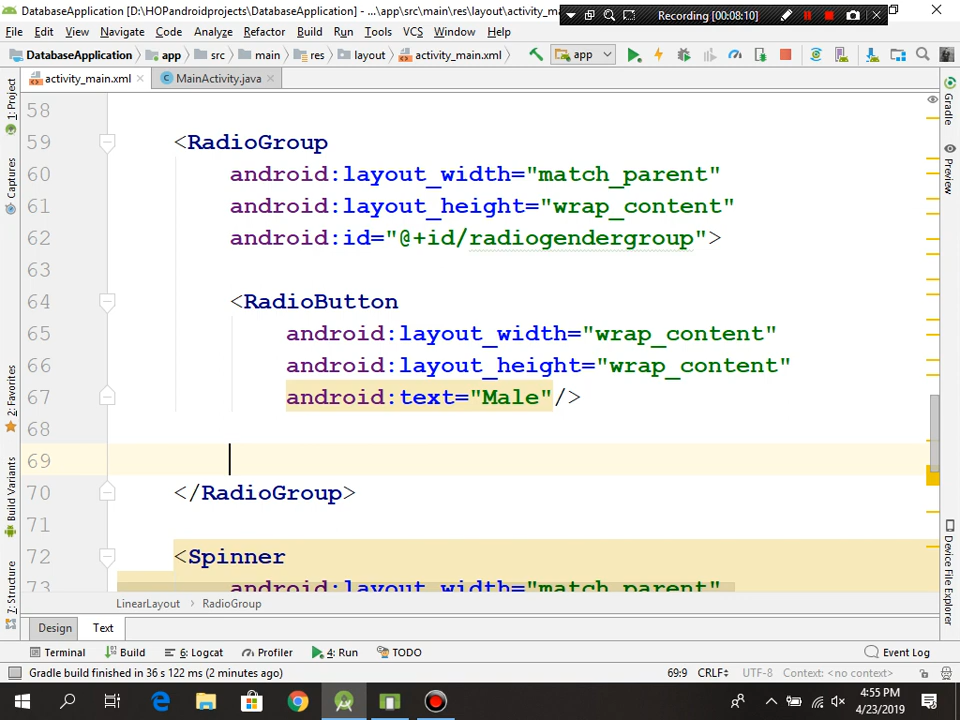 DatabaseApplication [D:\HOPandroidprojects\DatabaseApplication] - ...\app\src\main\res\layout\activity_ma
Recording [00:08:10]
File Edit View Navigate Code Analyze Refactor Build Run Tools VCS Window Help
DatabaseApplication app src main res layout activity_main.xml app
activity_main.xml MainActivity.java
1: Project
Captures
2: Favorites
Build Variants
7: Structure
58
59 <RadioGroup
60 android:layout_width="match_parent"
61 android:layout_height="wrap_content"
62 android:id="@+id/radiogendergroup">
63
64 <RadioButton
65 android:layout_width="wrap_content"
66 android:layout_height="wrap_content"
67 android:text="Male"/>
68
69
70 </RadioGroup>
71
72 <Spinner
73 android:layout_width="match_parent"
Gradle
Preview
Device File Explorer
LinearLayout RadioGroup
Design Text
Terminal Build 6: Logcat Profiler 4: Run TODO Event Log
Gradle build finished in 36 s 122 ms (2 minutes ago) 69:9 CRLF UTF-8 Context: <no context>
4:55 PM
4/23/2019